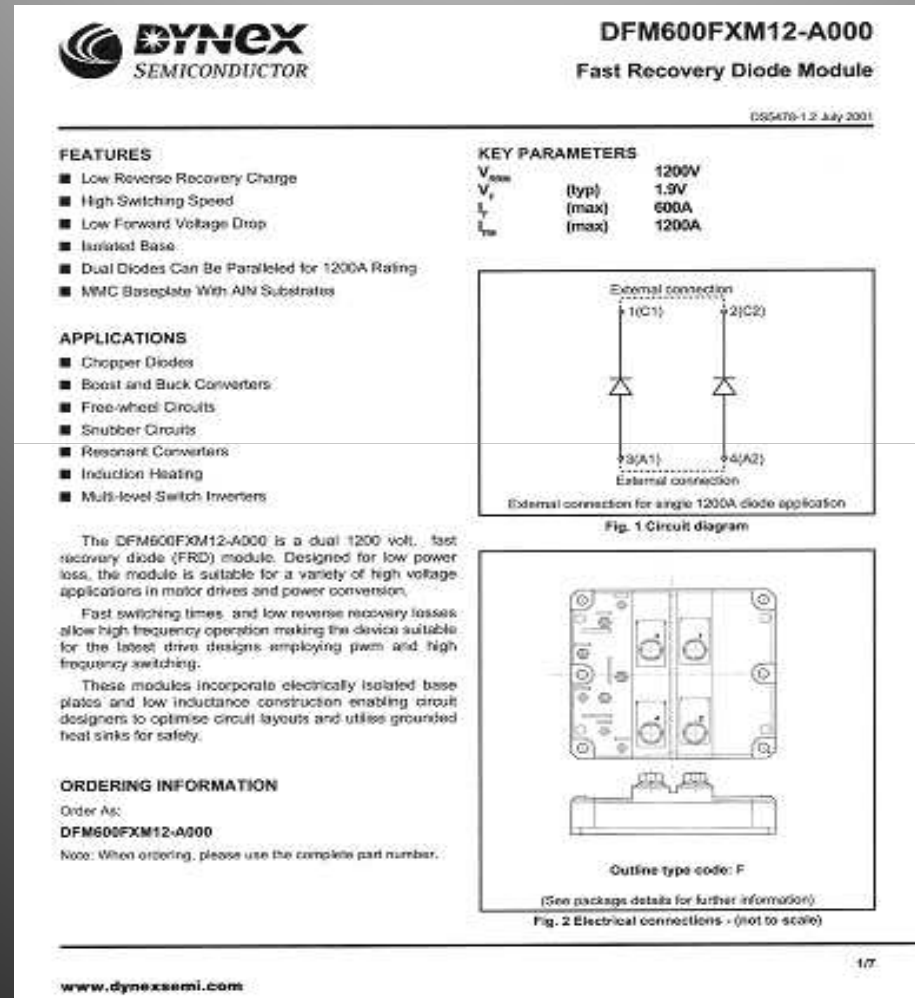 DYNEX
SEMICONDUCTOR
DFM600FXM12-A000
Fast Recovery Diode Module
DS5476-1.2 July 2001
FEATURES
■ Low Reverse Recovery Charge
■ High Switching Speed
■ Low Forward Voltage Drop
■ Isolated Base
■ Dual Diodes Can Be Paralleled for 1200A Rating
■ MMC Baseplate With AlN Substrates
APPLICATIONS
■ Chopper Diodes
■ Boost and Buck Converters
■ Free-wheel Circuits
■ Snubber Circuits
■ Resonant Converters
■ Induction Heating
■ Multi-level Switch Inverters
The DFM600FXM12-A000 is a dual 1200 volt, fast
recovery diode (FRD) module. Designed for low power
loss, the module is suitable for a variety of high voltage
applications in motor drives and power conversion.
Fast switching times and low reverse recovery losses
allow high frequency operation making the device suitable
for the latest drive designs employing pwm and high
frequency switching.
These modules incorporate electrically isolated base
plates and low inductance construction enabling circuit
designers to optimise circuit layouts and utilise grounded
heat sinks for safety.
ORDERING INFORMATION
Order As:
DFM600FXM12-A000
Note: When ordering, please use the complete part number.
KEY PARAMETERS
VRRM 1200V
VF (typ) 1.9V
IF (max) 600A
IFM (max) 1200A
External connection
1(C1) 2(C2)
3(A1) 4(A2)
External connection
External connection for single 1200A diode application
Fig. 1 Circuit diagram
Outline type code: F
(See package details for further information)
Fig. 2 Electrical connections - (not to scale)
1/7
www.dynexsemi.com